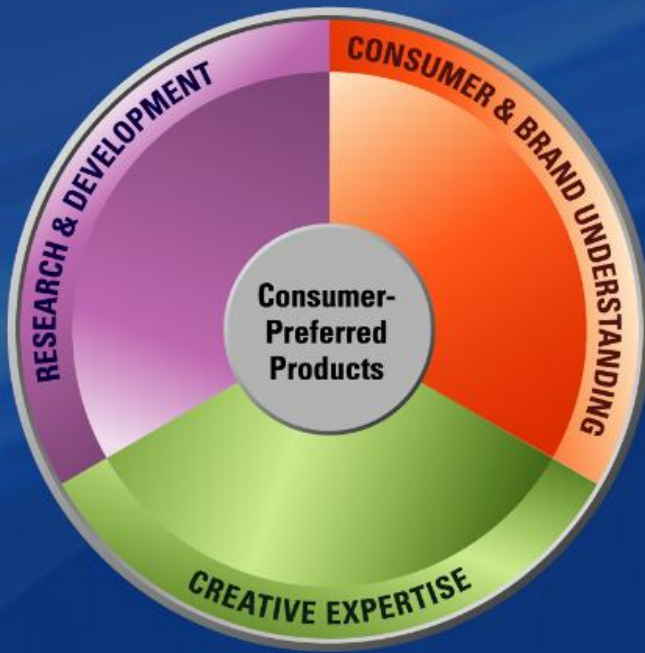 RESEARCH & DEVELOPMENT
CONSUMER & BRAND UNDERSTANDING
Consumer-
Preferred
Products
CREATIVE EXPERTISE